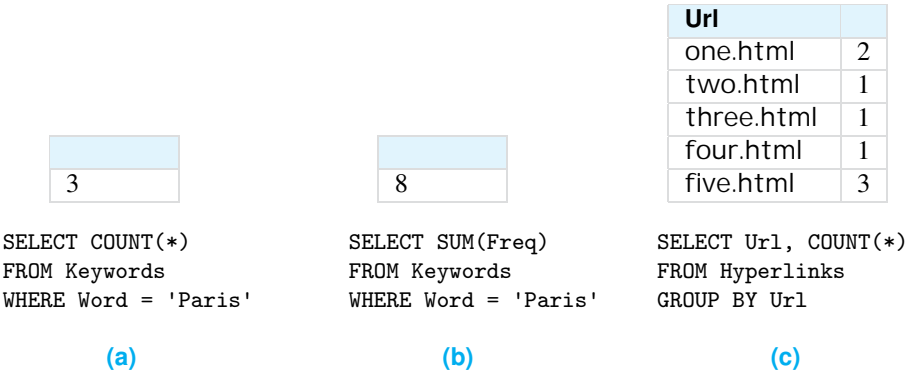 Url
one.html 2
two.html 1
three.html 1
four.html 1
five.html 3
3
8
SELECT COUNT(*)
FROM Keywords
WHERE Word = 'Paris'
(a)
SELECT SUM(Freq)
FROM Keywords
WHERE Word = 'Paris'
(b)
SELECT Url, COUNT(*)
FROM Hyperlinks
GROUP BY Url
(c)